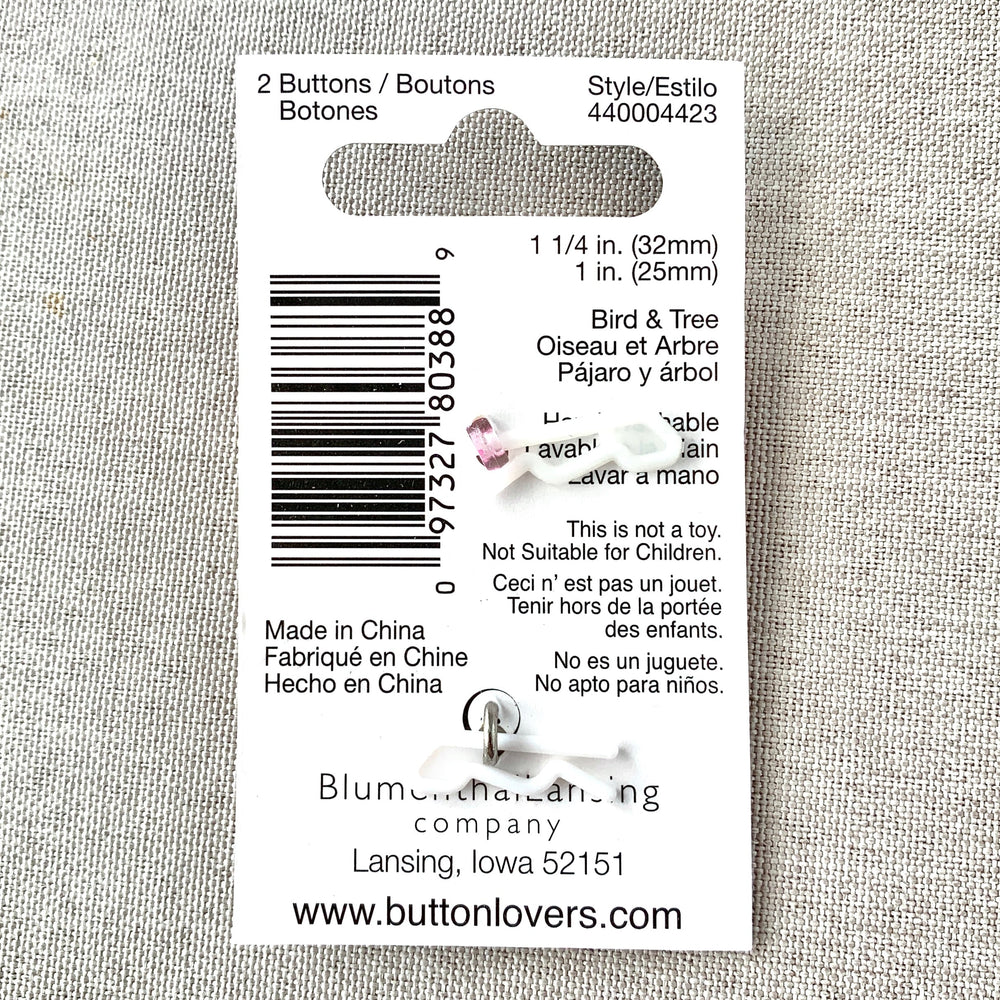 2 Buttons / Boutons
Botones
Style/Estilo
440004423
1 1/4 in. (32mm)
1 in. (25mm)
Bird & Tree
Oiseau et Arbre
Pájaro y árbol
Lavar a mano
This is not a toy.
Not Suitable for Children.
Ceci n' est pas un jouet.
Tenir hors de la portée
des enfants.
No es un juguete.
No apto para niños.
0 97327 80388 9
Made in China
Fabriqué en Chine
Hecho en China
BlumenthalLansing
company
Lansing, Iowa 52151
www.buttonlovers.com